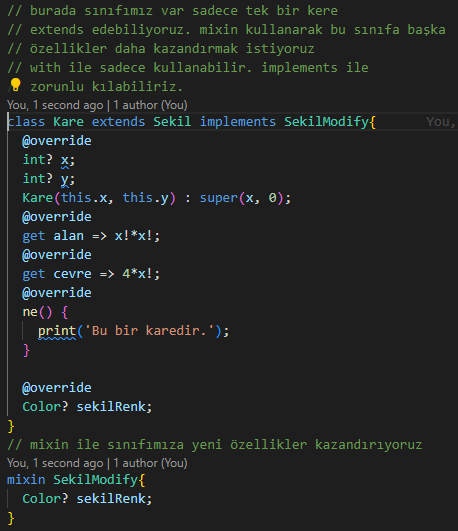 // burada sınıfımız var sadece tek bir kere
// extends edebiliyoruz. mixin kullanarak bu sınıfa başka
// özellikler daha kazandırmak istiyoruz
// with ile sadece kullanabilir. implements ile
zorunlu kılabiliriz.
You, 1 second ago | 1 author (You)
class Kare extends Sekil implements SekilModify{ You,
@override
int? x;
int? y;
Kare(this.x, this.y) : super(x, 0);
@override
get alan => x!*x!;
@override
get cevre => 4*x!;
@override
ne() {
print('Bu bir karedir.');
}
@override
Color? sekilRenk;
}
// mixin ile sınıfımıza yeni özellikler kazandırıyoruz
You, 1 second ago | 1 author (You)
mixin SekilModify{
Color? sekilRenk;
}